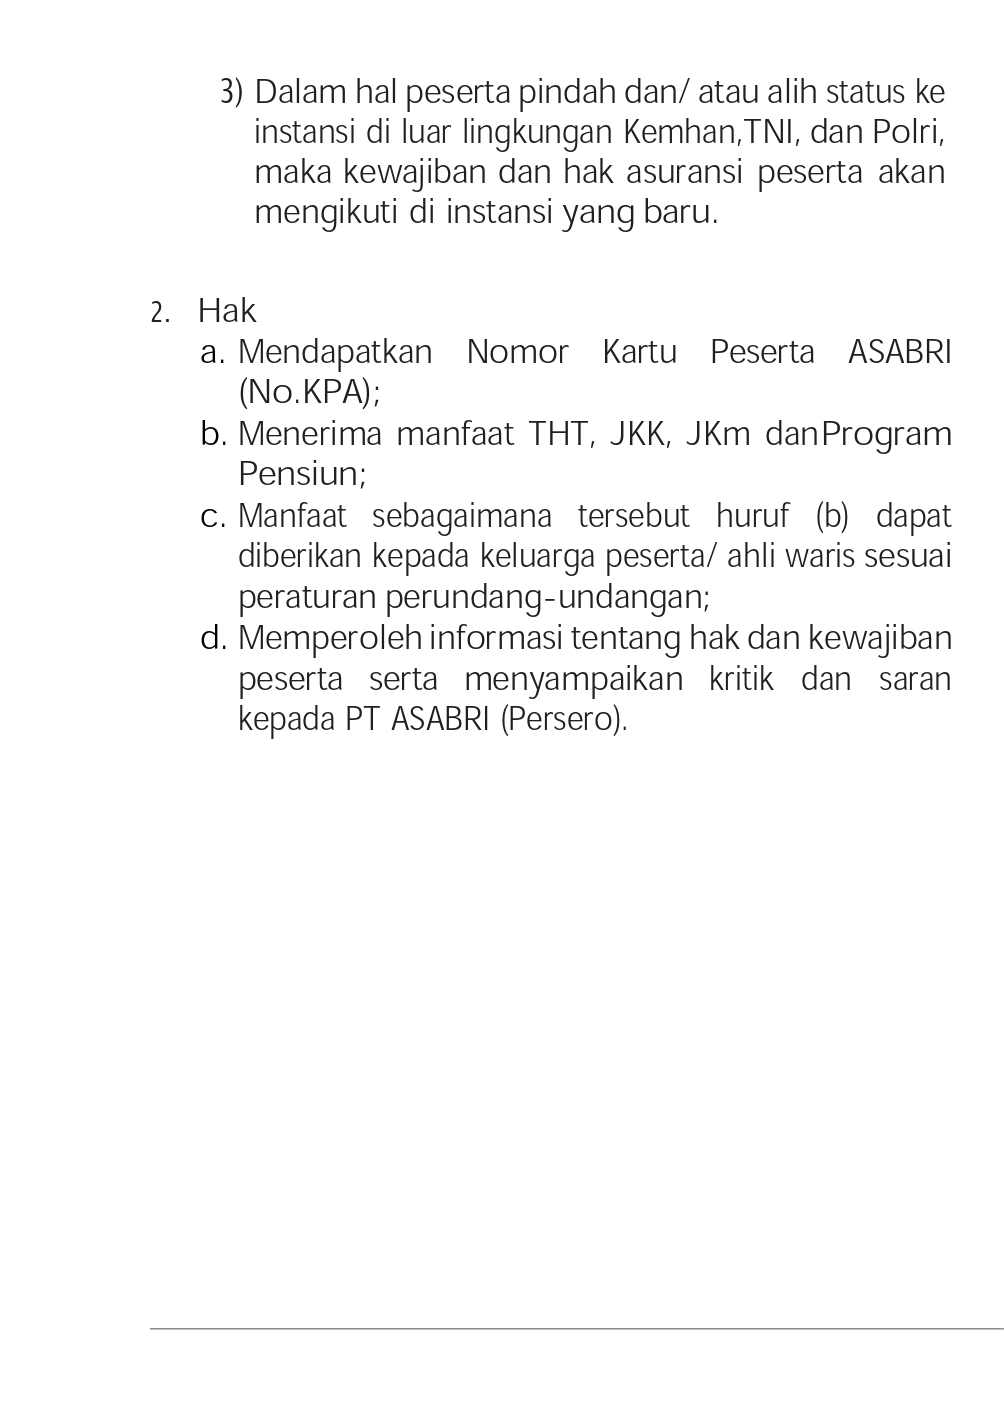 3) Dalam hal peserta pindah dan/ atau alih status ke
instansi di luar lingkungan Kemhan,TNI, dan Polri,
maka kewajiban dan hak asuransi peserta akan
mengikuti di instansi yang baru.
2. Hak
a. Mendapatkan Nomor Kartu Peserta ASABRI
(No.KPA);
b. Menerima manfaat THT, JKK, JKm danProgram
Pensiun;
c. Manfaat sebagaimana tersebut huruf (b) dapat
diberikan kepada keluarga peserta/ ahli waris sesuai
peraturan perundang-undangan;
d. Memperoleh informasi tentang hak dan kewajiban
peserta serta menyampaikan kritik dan saran
kepada PT ASABRI (Persero).